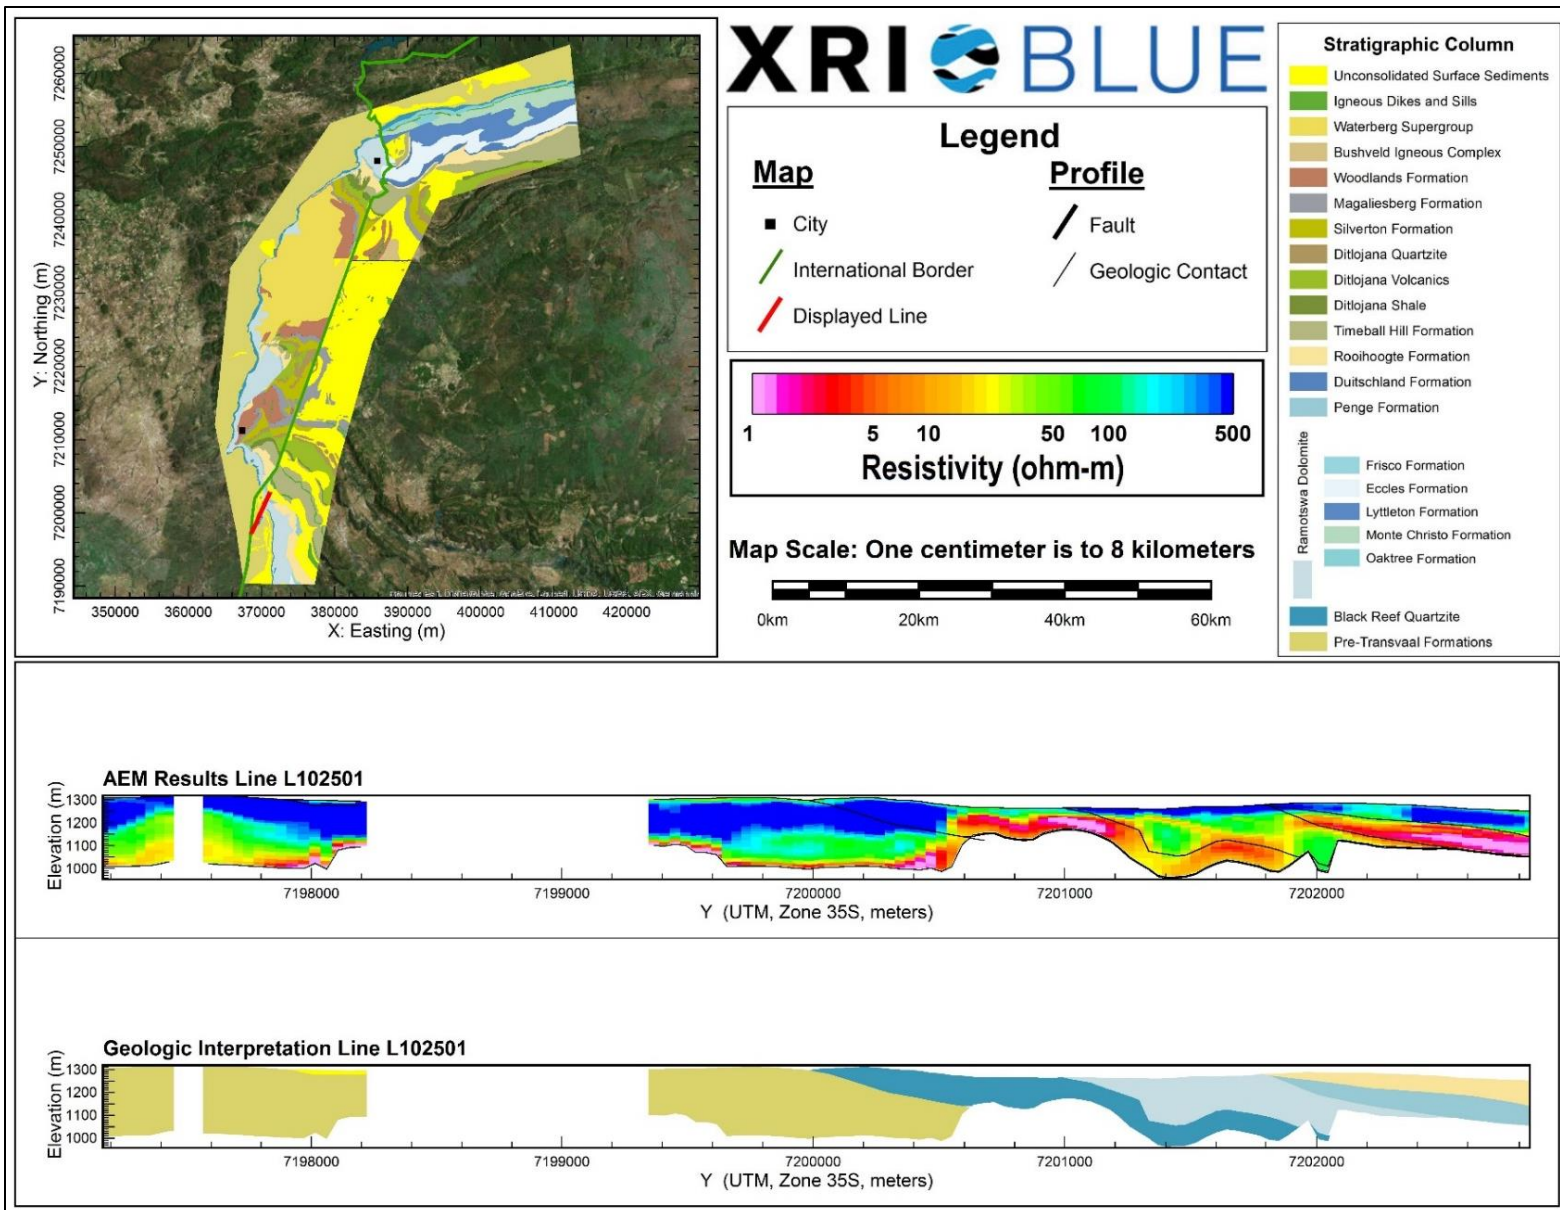 XRI BLUE
7260000
7250000
7240000
7230000
7220000
7210000
7200000
7190000
Y: Northing (m)
350000 360000 370000 380000 390000 400000 410000 420000
X: Easting (m)
Legend
Map
City
International Border
Displayed Line
Profile
Fault
Geologic Contact
1 5 10 50 100 500
Resistivity (ohm-m)
Map Scale: One centimeter is to 8 kilometers
0km 20km 40km 60km
Stratigraphic Column
Unconsolidated Surface Sediments
Igneous Dikes and Sills
Waterberg Supergroup
Bushveld Igneous Complex
Woodlands Formation
Magaliesberg Formation
Silverton Formation
Ditlojana Quartzite
Ditlojana Volcanics
Ditlojana Shale
Timeball Hill Formation
Rooihoogte Formation
Duitschland Formation
Penge Formation
Ramotswa Dolomite
Frisco Formation
Eccles Formation
Lyttleton Formation
Monte Christo Formation
Oaktree Formation
Black Reef Quartzite
Pre-Transvaal Formations
AEM Results Line L102501
Elevation (m)
1300
1200
1100
1000
7198000 7199000 7200000 7201000 7202000
Y (UTM, Zone 35S, meters)
Geologic Interpretation Line L102501
Elevation (m)
1300
1200
1100
1000
7198000 7199000 7200000 7201000 7202000
Y (UTM, Zone 35S, meters)